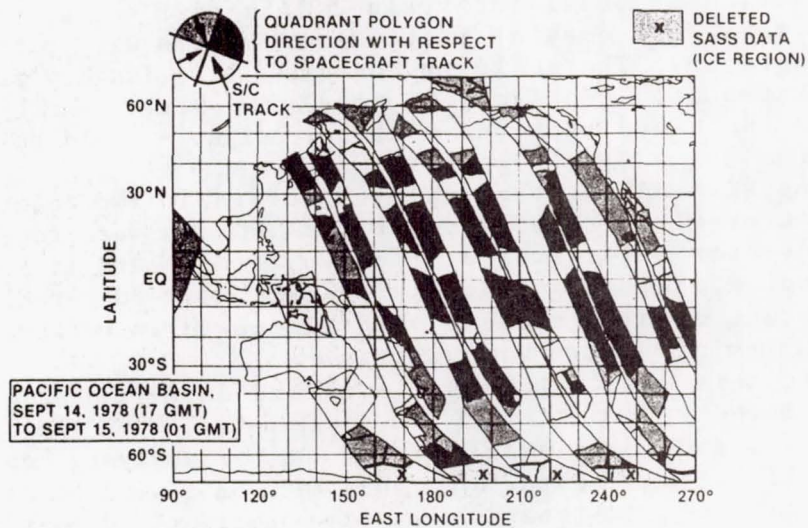 QUADRANT POLYGON
DIRECTION WITH RESPECT
TO SPACECRAFT TRACK
S/C
TRACK
X
DELETED
SASS DATA
(ICE REGION)
60°N
30°N
EQ
30°S
60°S
LATITUDE
PACIFIC OCEAN BASIN,
SEPT 14, 1978 (17 GMT)
TO SEPT 15, 1978 (01 GMT)
X X X X
90° 120° 150° 180° 210° 240° 270°
EAST LONGITUDE